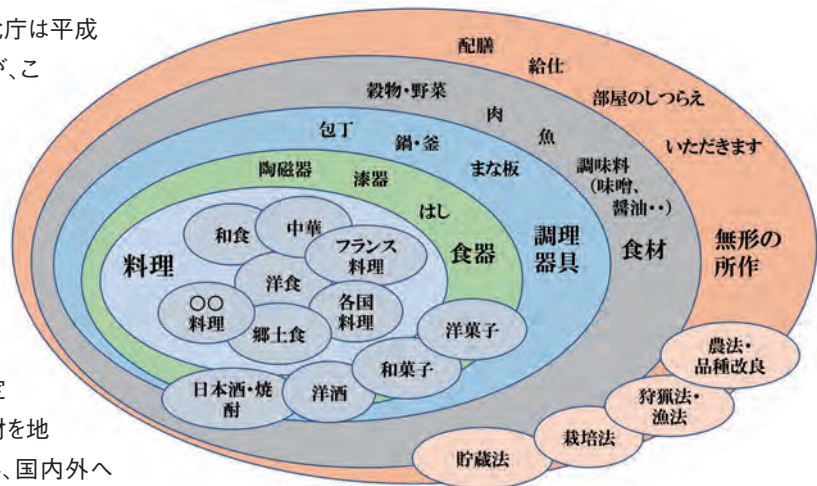 庁は平成
が、こ
配膳
給仕
部屋のしつらえ
いただきます
無形の
所作
穀物・野菜
肉
魚
調味料
(味噌、
醤油・・)
食材
包丁
鍋・釜
まな板
調理
器具
陶磁器
漆器
はし
食器
料理
和食
中華
フランス
料理
洋食
○○
料理
郷土食
各国
料理
洋菓子
和菓子
洋酒
日本酒・焼
酎
農法・
品種改良
狩猟法・
漁法
栽培法
貯蔵法
材を地
、国内外へ